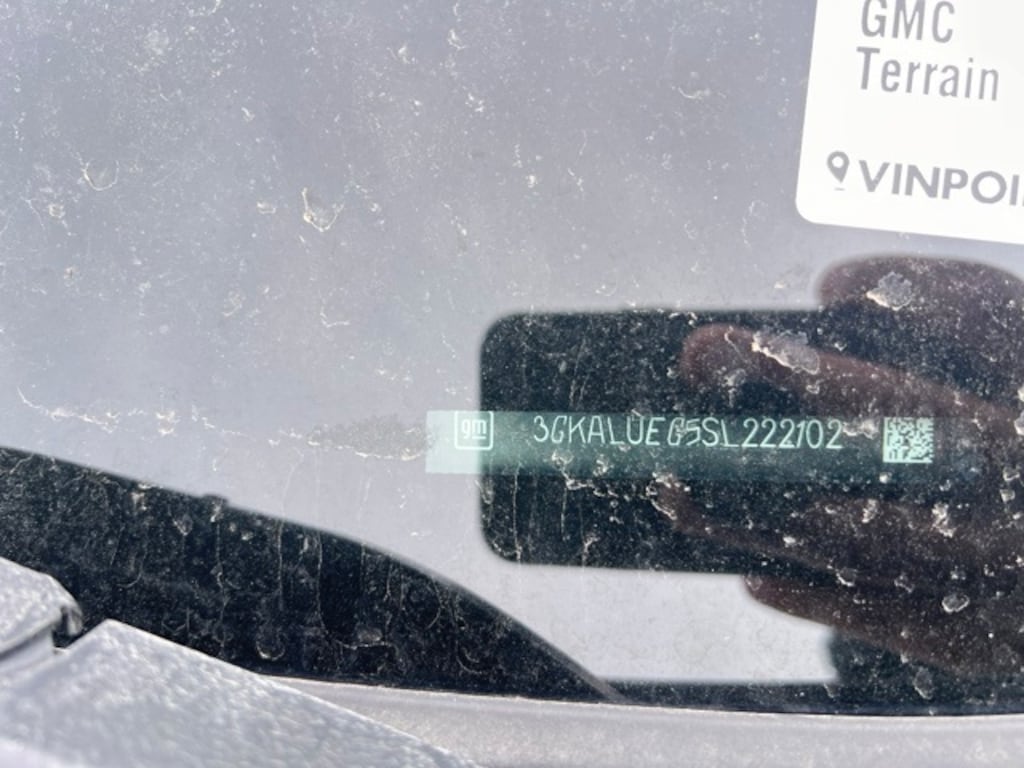 GMC
Terrain
VINPOI
gm 3GKALUEG5SL222102